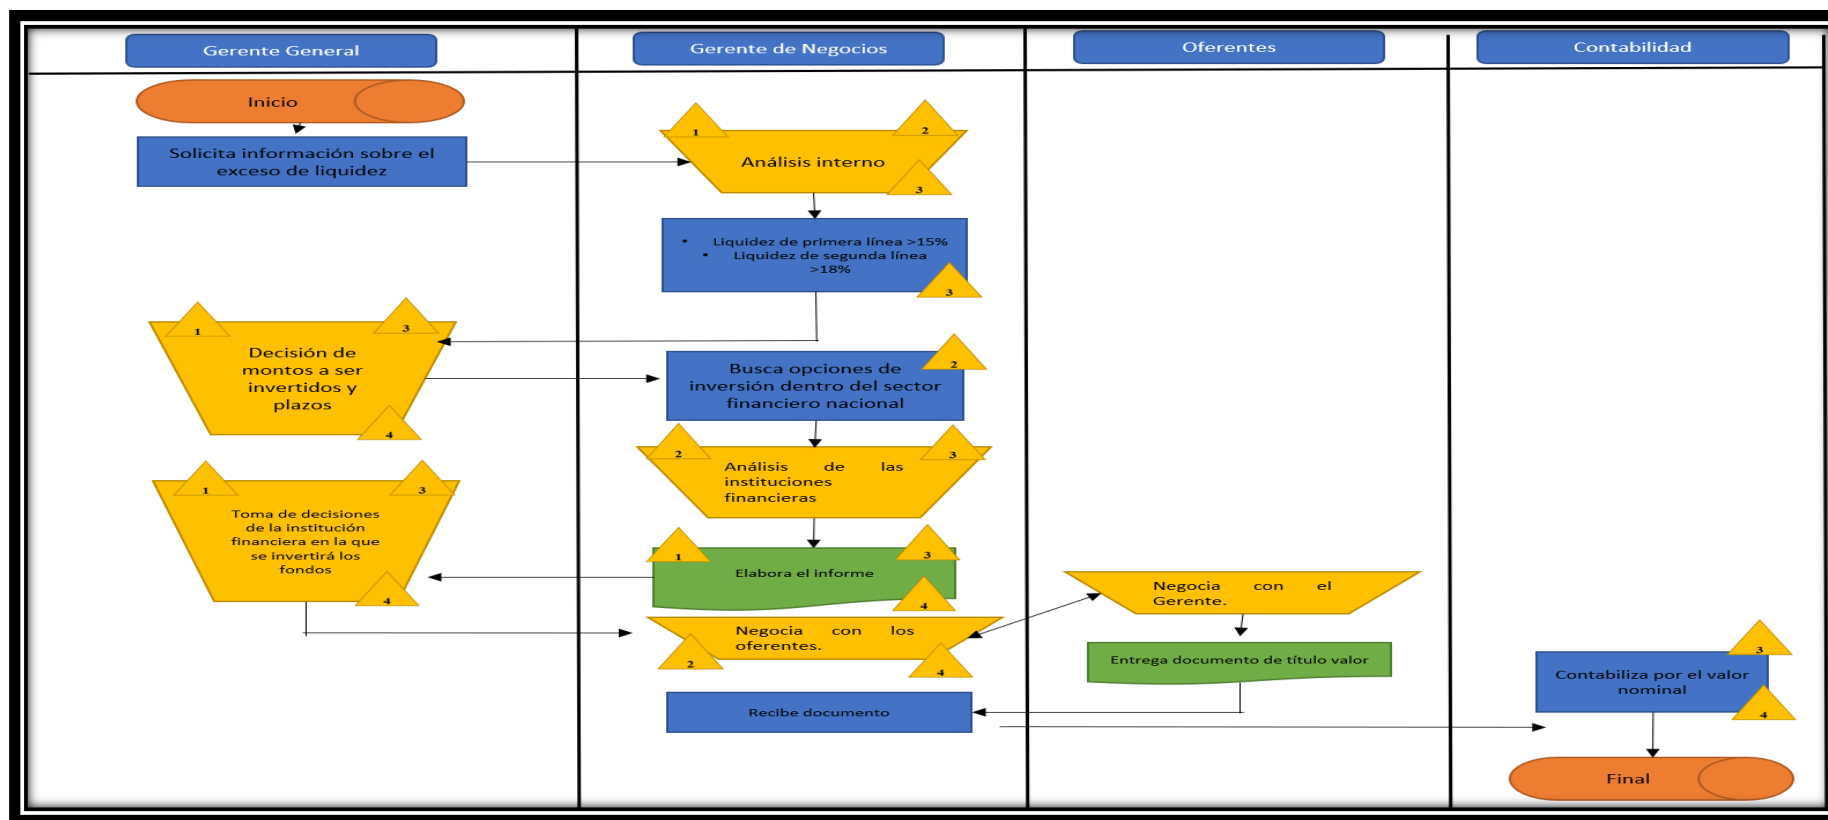 Gerente General
Gerente de Negocios
Oferentes
Contabilidad
Inicio
Solicita información sobre el
exceso de liquidez
1
2
Análisis interno
3
• Liquidez de primera línea >15%
• Liquidez de segunda línea
>18%
3
1
3
Decisión de
montos a ser
invertidos y
plazos
4
2
Busca opciones de
inversión dentro del sector
financiero nacional
2
3
Análisis de las
instituciones
financieras
1
3
Toma de decisiones
de la institución
financiera en la que
se invertirá los
fondos
4
1
3
Elabora el informe
4
Negocia con los
oferentes.
2
4
Negocia con el
Gerente.
Entrega documento de título valor
Recibe documento
3
Contabiliza por el valor
nominal
4
Final